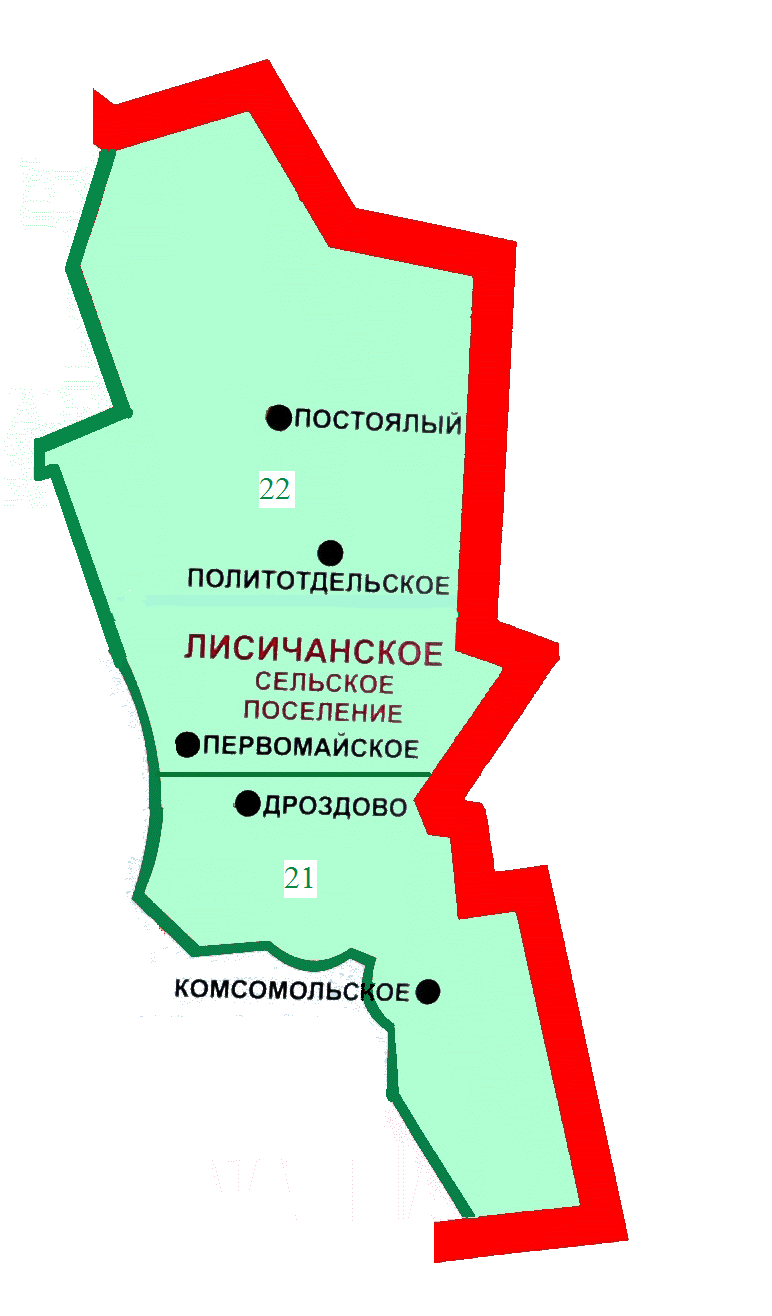 ПОСТОЯЛЫЙ
22
ПОЛИТОТДЕЛЬСКОЕ
ЛИСИЧАНСКОЕ
СЕЛЬСКОЕ
ПОСЕЛЕНИЕ
ПЕРВОМАЙСКОЕ
ДРОЗДОВО
21
КОМСОМОЛЬСКОЕ